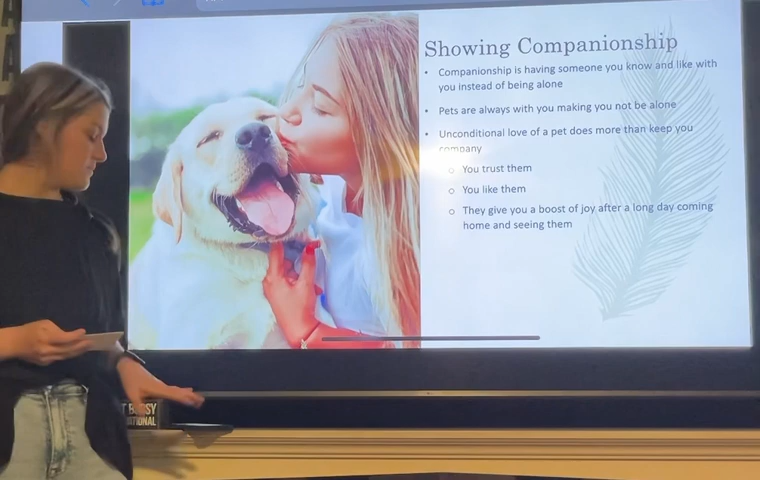 Showing Companionship
• Companionship is having someone you know and like with
you instead of being alone
• Pets are always with you making you not be alone
• Unconditional love of a pet does more than keep you
company
o You trust them
o You like them
o They give you a boost of joy after a long day coming
home and seeing them